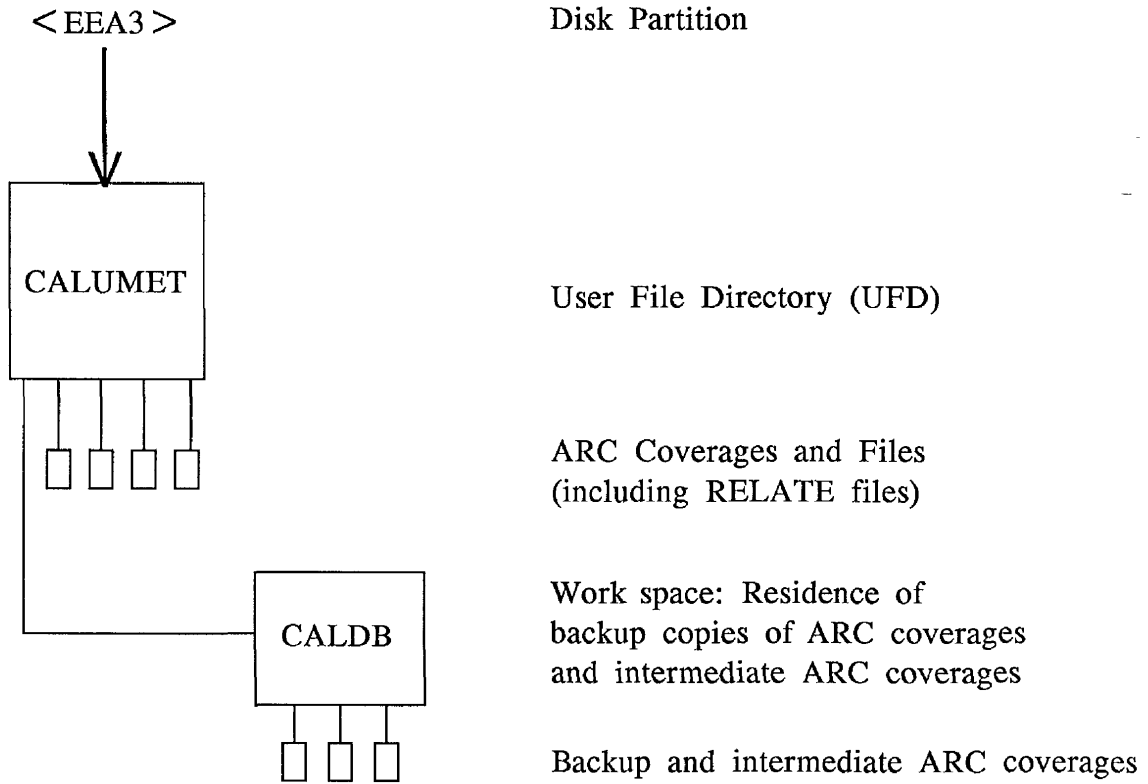 <EEA3>
Disk Partition
CALUMET
User File Directory (UFD)
ARC Coverages and Files
(including RELATE files)
CALDB
Work space: Residence of
backup copies of ARC coverages
and intermediate ARC coverages
Backup and intermediate ARC coverages